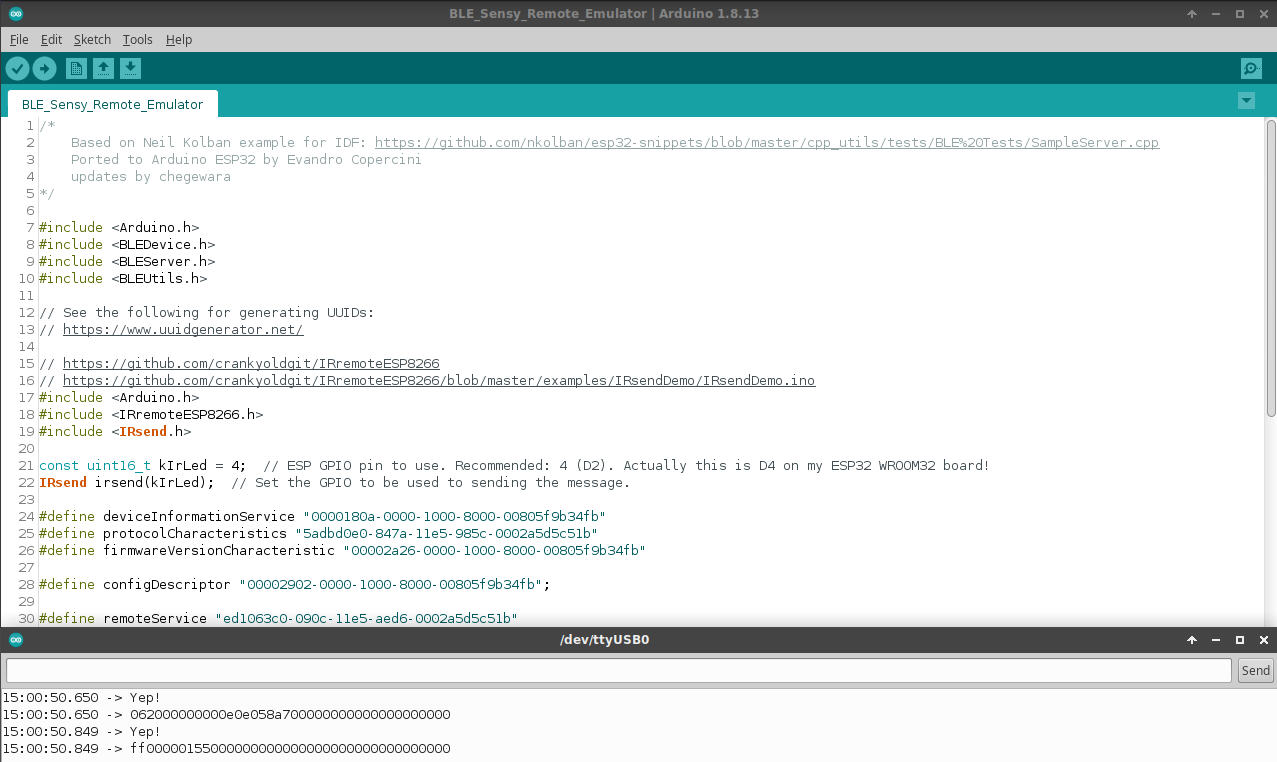 BLE_Sensy_Remote_Emulator | Arduino 1.8.13
File Edit Sketch Tools Help
BLE_Sensy_Remote_Emulator
1 /*
2 Based on Neil Kolban example for IDF: https://github.com/nkolban/esp32-snippets/blob/master/cpp_utils/tests/BLE%20Tests/SampleServer.cpp
3 Ported to Arduino ESP32 by Evandro Copercini
4 updates by chegewara
5 */
6
7 #include <Arduino.h>
8 #include <BLEDevice.h>
9 #include <BLEServer.h>
10 #include <BLEUtils.h>
11
12 // See the following for generating UUIDs:
13 // https://www.uuidgenerator.net/
14
15 // https://github.com/crankyoldgit/IRremoteESP8266
16 // https://github.com/crankyoldgit/IRremoteESP8266/blob/master/examples/IRsendDemo/IRsendDemo.ino
17 #include <Arduino.h>
18 #include <IRremoteESP8266.h>
19 #include <IRsend.h>
20
21 const uint16_t kIrLed = 4;  // ESP GPIO pin to use. Recommended: 4 (D2). Actually this is D4 on my ESP32 WROOM32 board!
22 IRsend irsend(kIrLed);  // Set the GPIO to be used to sending the message.
23
24 #define deviceInformationService "0000180a-0000-1000-8000-00805f9b34fb"
25 #define protocolCharacteristics "5adbd0e0-847a-11e5-985c-0002a5d5c51b"
26 #define firmwareVersionCharacteristic "00002a26-0000-1000-8000-00805f9b34fb"
27
28 #define configDescriptor "00002902-0000-1000-8000-00805f9b34fb";
29
30 #define remoteService "ed1063c0-090c-11e5-aed6-0002a5d5c51b"
/dev/ttyUSB0
Send
15:00:50.650 -> Yep!
15:00:50.650 -> 062000000000e0e058a7000000000000000000000
15:00:50.849 -> Yep!
15:00:50.849 -> ff00000155000000000000000000000000000000